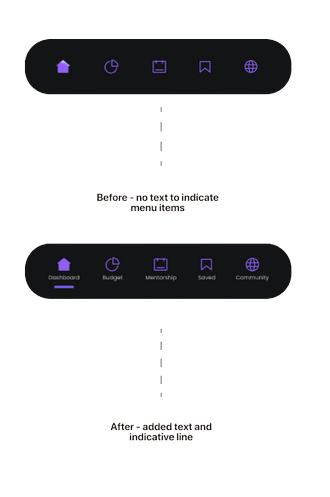 Before - no text to indicate
menu items
Dashboard Budget Mentorship Saved Community
After - added text and
indicative line